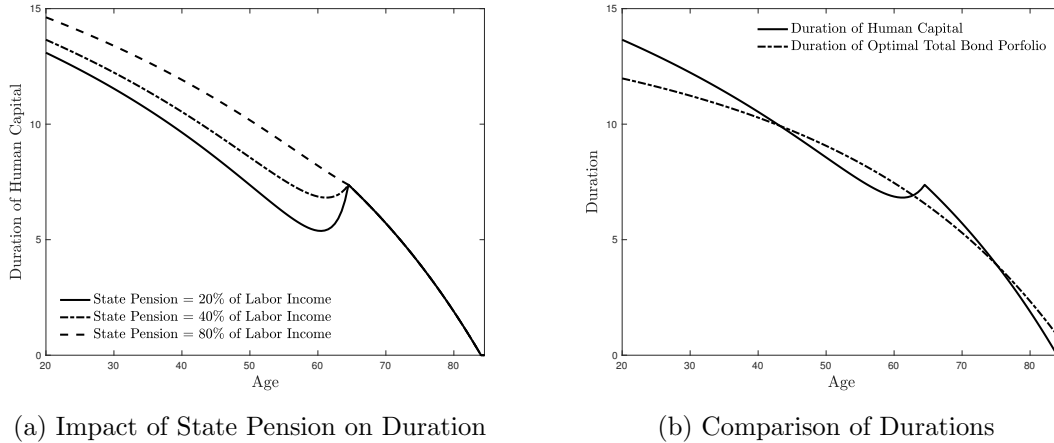 15
10
5
0
20
30
40
50
60
70
80
Duration of Human Capital
Age
State Pension = 20% of Labor Income
State Pension = 40% of Labor Income
State Pension = 80% of Labor Income
(a) Impact of State Pension on Duration
15
10
5
0
20
30
40
50
60
70
80
Duration
Age
Duration of Human Capital
Duration of Optimal Total Bond Porfolio
(b) Comparison of Durations